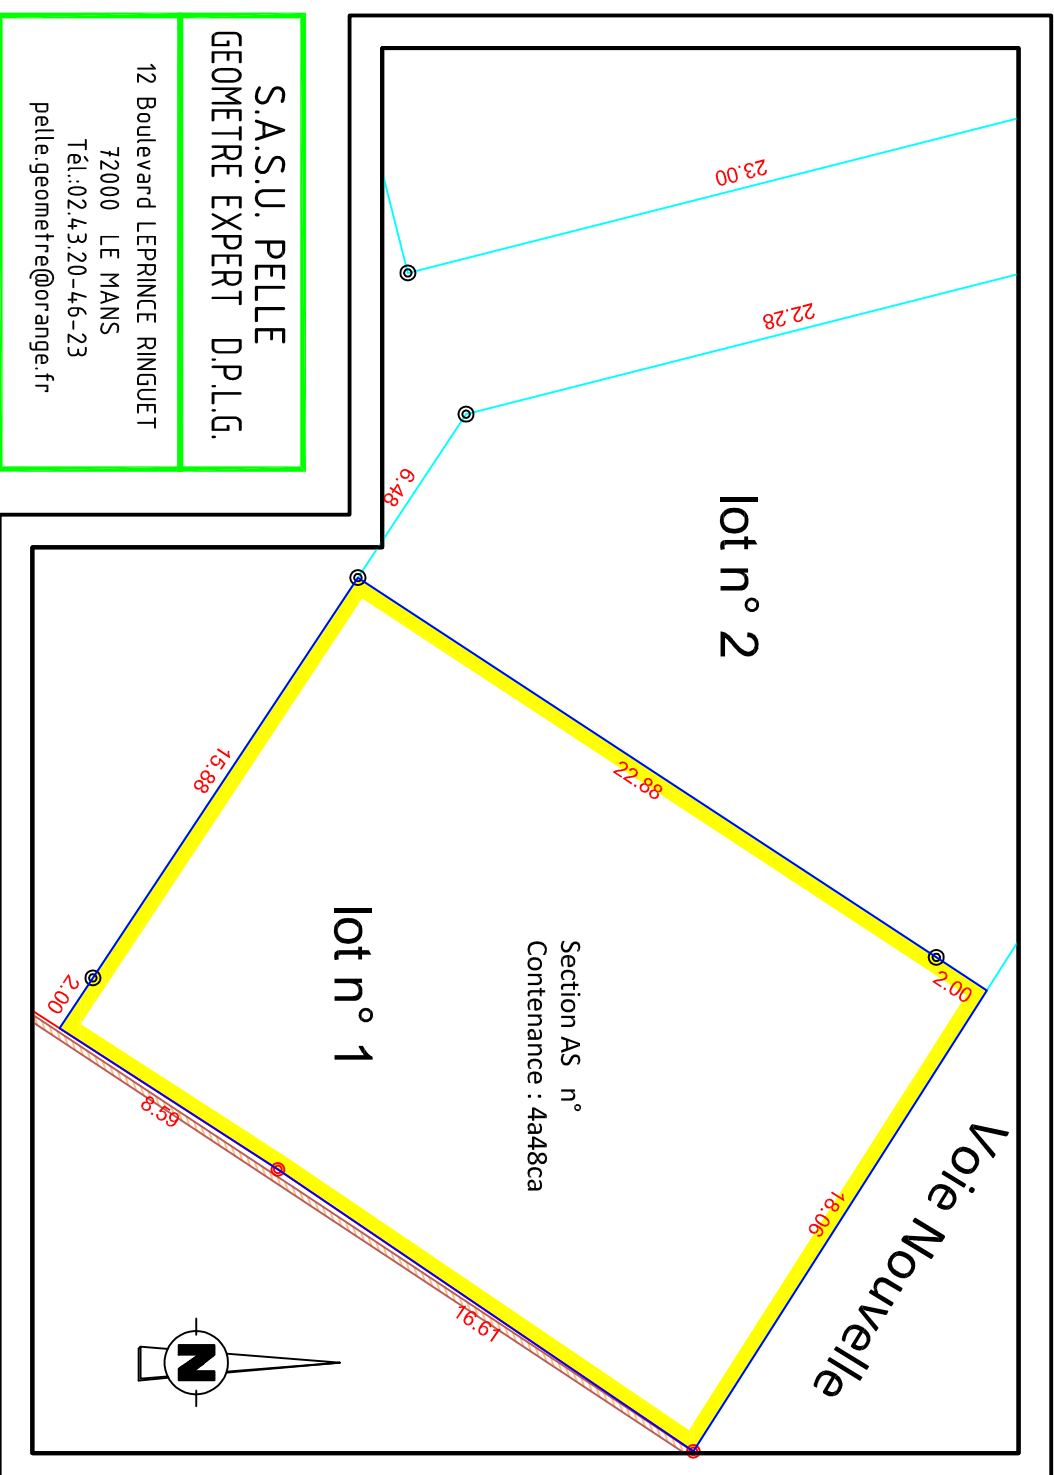 S.A.S.U. PELLE
GEOMETRE EXPERT D.P.L.G.
12 Boulevard LEPRINCE RINGUET
72000 LE MANS
Tél.:02.43.20-46-23
pelle.geometre@orange.fr
23.00
22.28
6.48
lot n° 2
22.88
2.00
15.88
2.00
Section AS n°
Contenance : 4a48ca
lot n° 1
Voie Nouvelle
18.06
8.59
16.61
N